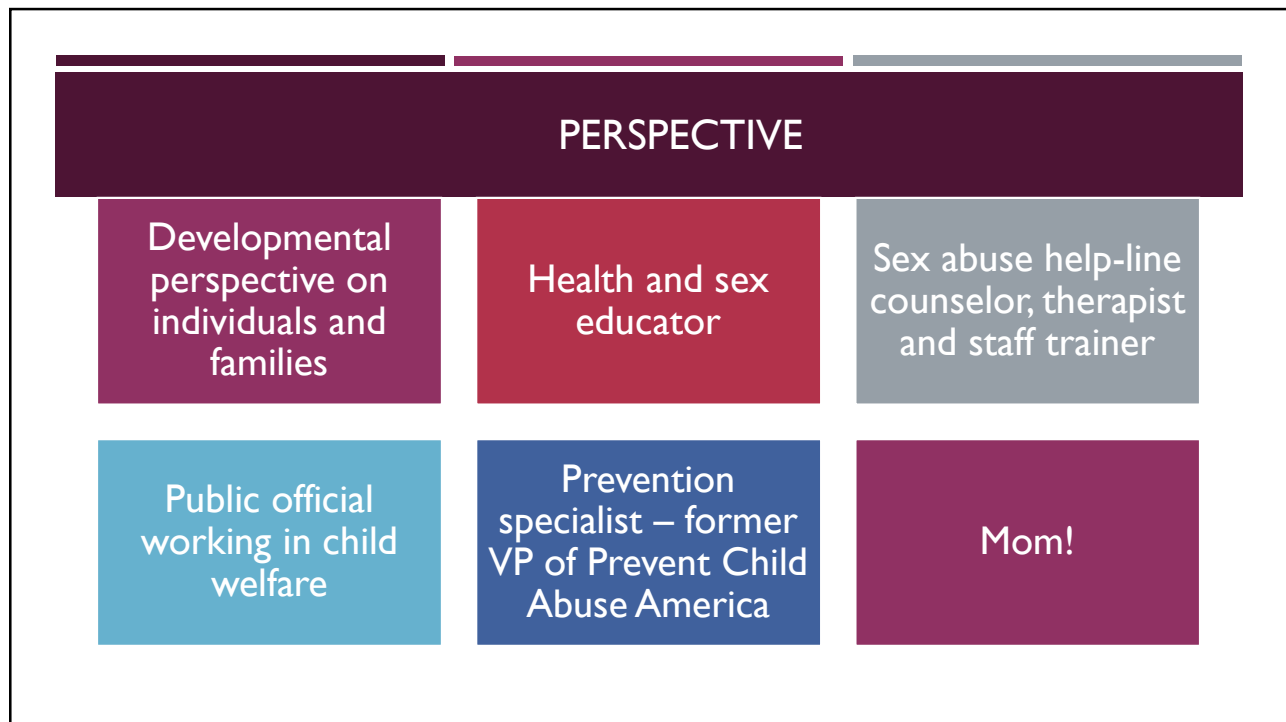 PERSPECTIVE
Developmental
perspective on
individuals and
families
Health and sex
educator
Sex abuse help-line
counselor, therapist
and staff trainer
Public official
working in child
welfare
Prevention
specialist – former
VP of Prevent Child
Abuse America
Mom!